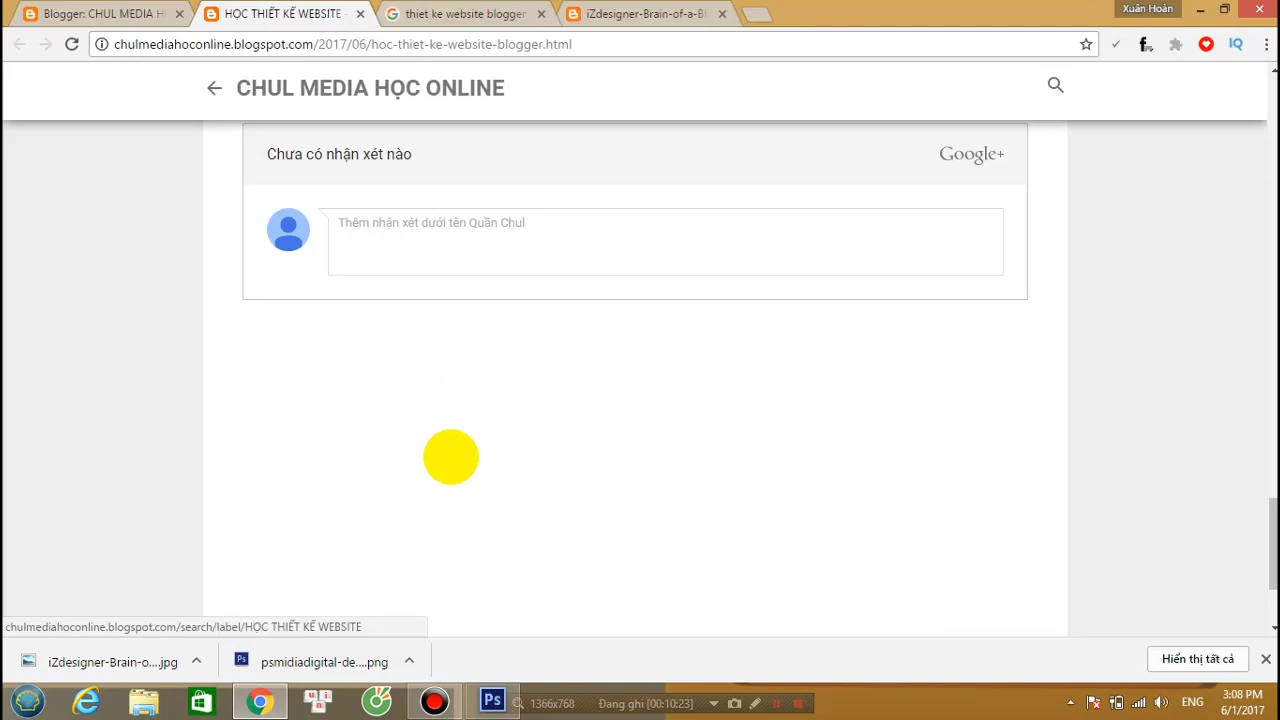 Blogger: CHUL MEDIA H
HỌC THIẾT KẾ WEBSITE -
thiet ke website blogger
iZdesigner-Brain-of-a-Bl
Xuân Hoàn
chulmediahoconline.blogspot.com/2017/06/hoc-thiet-ke-website-blogger.html
IQ
CHUL MEDIA HỌC ONLINE
Chưa có nhận xét nào
Google+
Thêm nhận xét dưới tên Quần Chul
chulmediahoconline.blogspot.com/search/label/HỌC THIẾT KẾ WEBSITE
iZdesigner-Brain-o....jpg
Ps
psmidiadigital-de....png
Hiển thị tất cả
Ps
1366x768
Đang ghi [00:10:23]
ENG
3:08 PM
6/1/2017